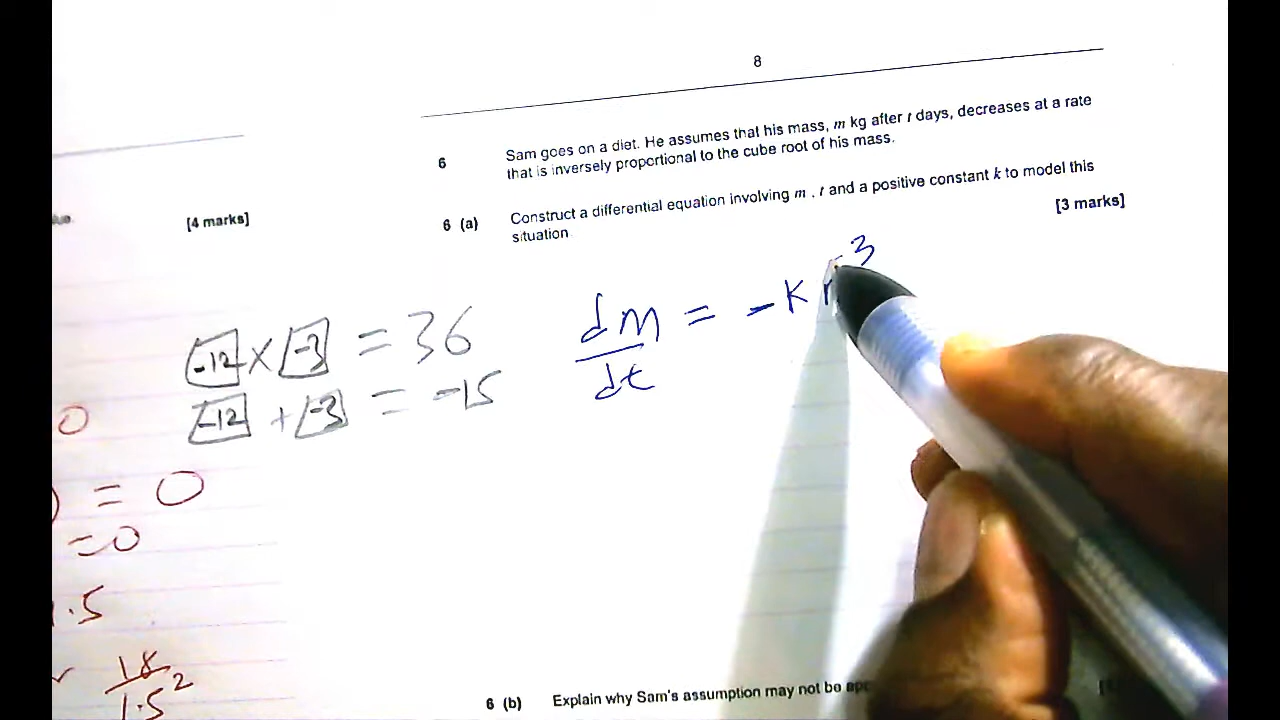 8
6 Sam goes on a diet. He assumes that his mass, m kg after t days, decreases at a rate
that is inversely proportional to the cube root of his mass.
6 (a) Construct a differential equation involving m , t and a positive constant k to model this
situation
[3 marks]
[4 marks]
dm/dt = -k
-3
-12 × -3 = 36
-12 + -3 = -15
0
) = 0
=0
1.5
18/1.5²
6 (b) Explain why Sam's assumption may not be